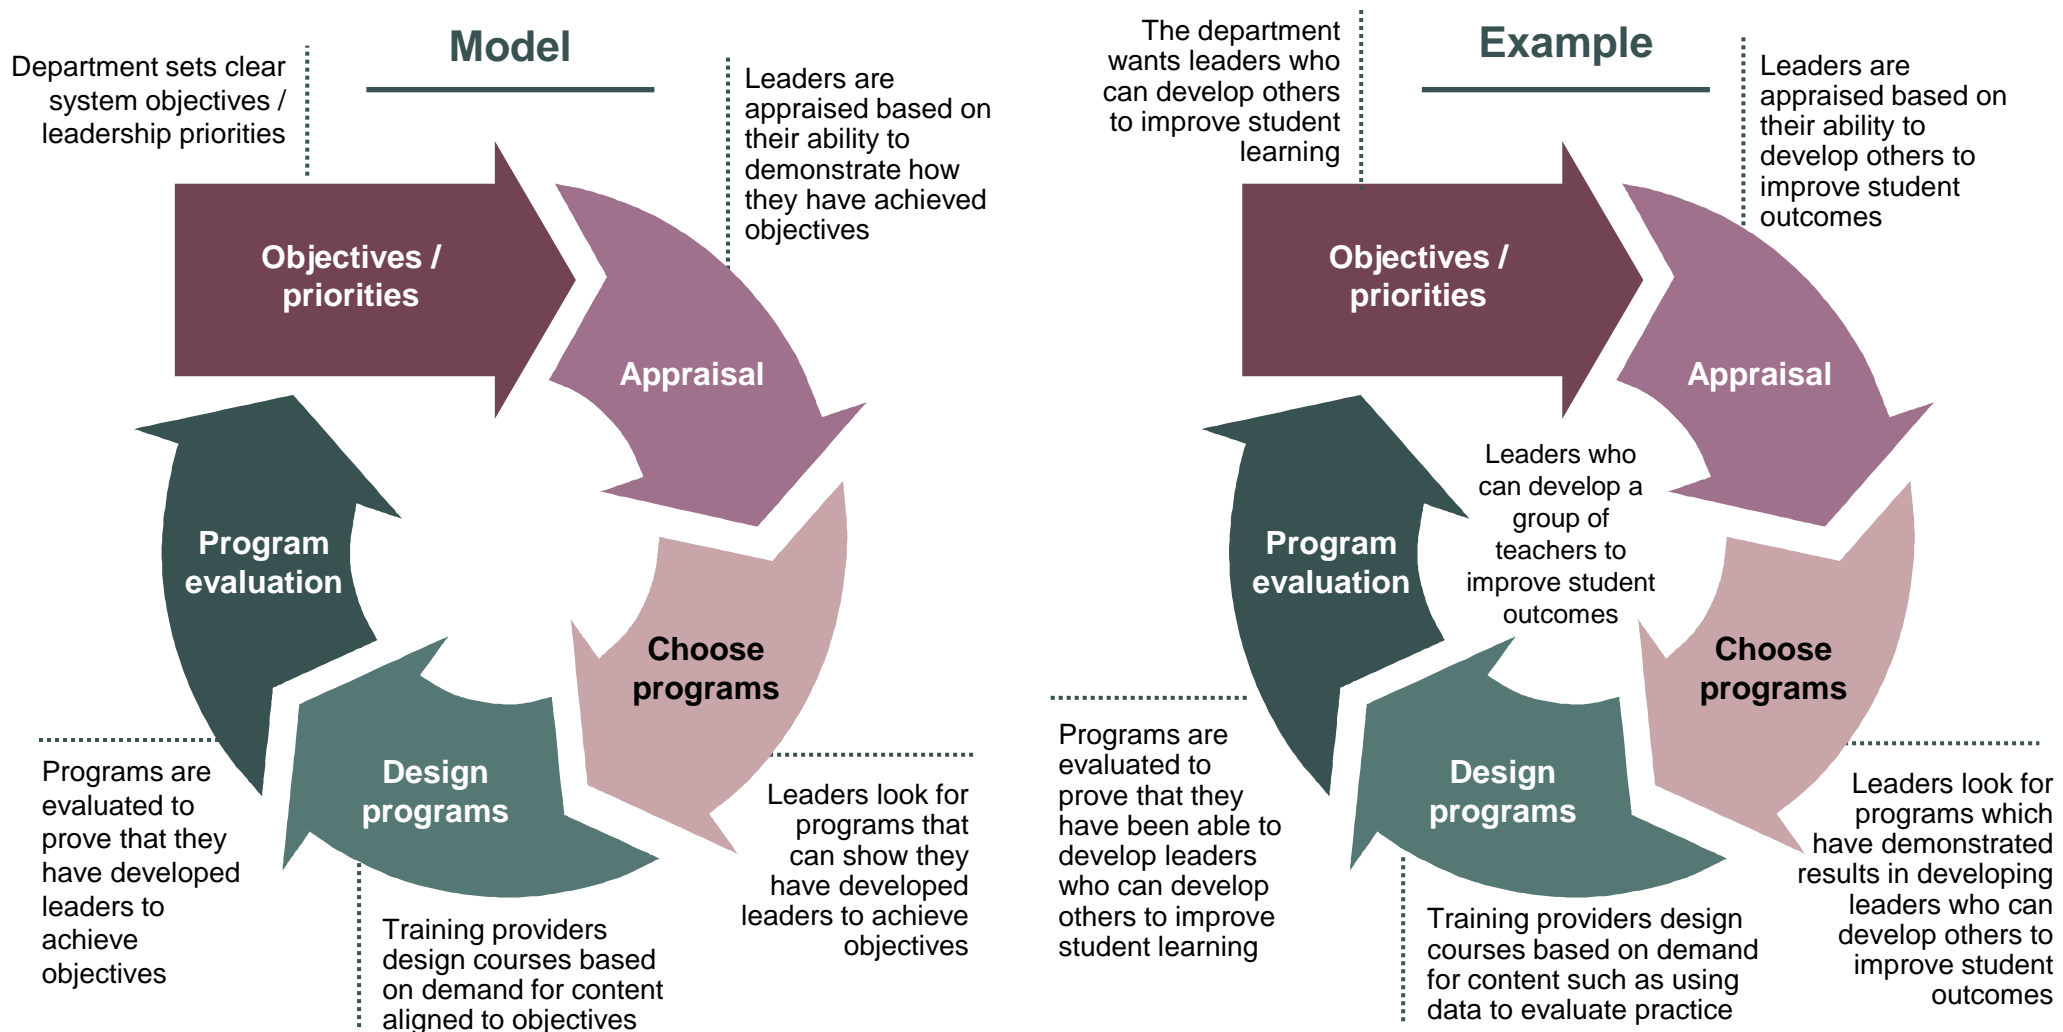 Model
Department sets clear
system objectives /
leadership priorities
Leaders are
appraised based on
their ability to
demonstrate how
they have achieved
objectives
Objectives /
priorities
Appraisal
Choose
programs
Design
programs
Program
evaluation
Leaders look for
programs that
can show they
have developed
leaders to achieve
objectives
Training providers
design courses based
on demand for content
aligned to objectives
Programs are
evaluated to
prove that they
have developed
leaders to
achieve
objectives
Example
The department
wants leaders who
can develop others
to improve student
learning
Leaders are
appraised based on
their ability to
develop others to
improve student
outcomes
Objectives /
priorities
Appraisal
Leaders who
can develop a
group of
teachers to
improve student
outcomes
Choose
programs
Design
programs
Program
evaluation
Leaders look for
programs which
have demonstrated
results in developing
leaders who can
develop others to
improve student
outcomes
Training providers design
courses based on demand
for content such as using
data to evaluate practice
Programs are
evaluated to
prove that they
have been able to
develop leaders
who can develop
others to improve
student learning